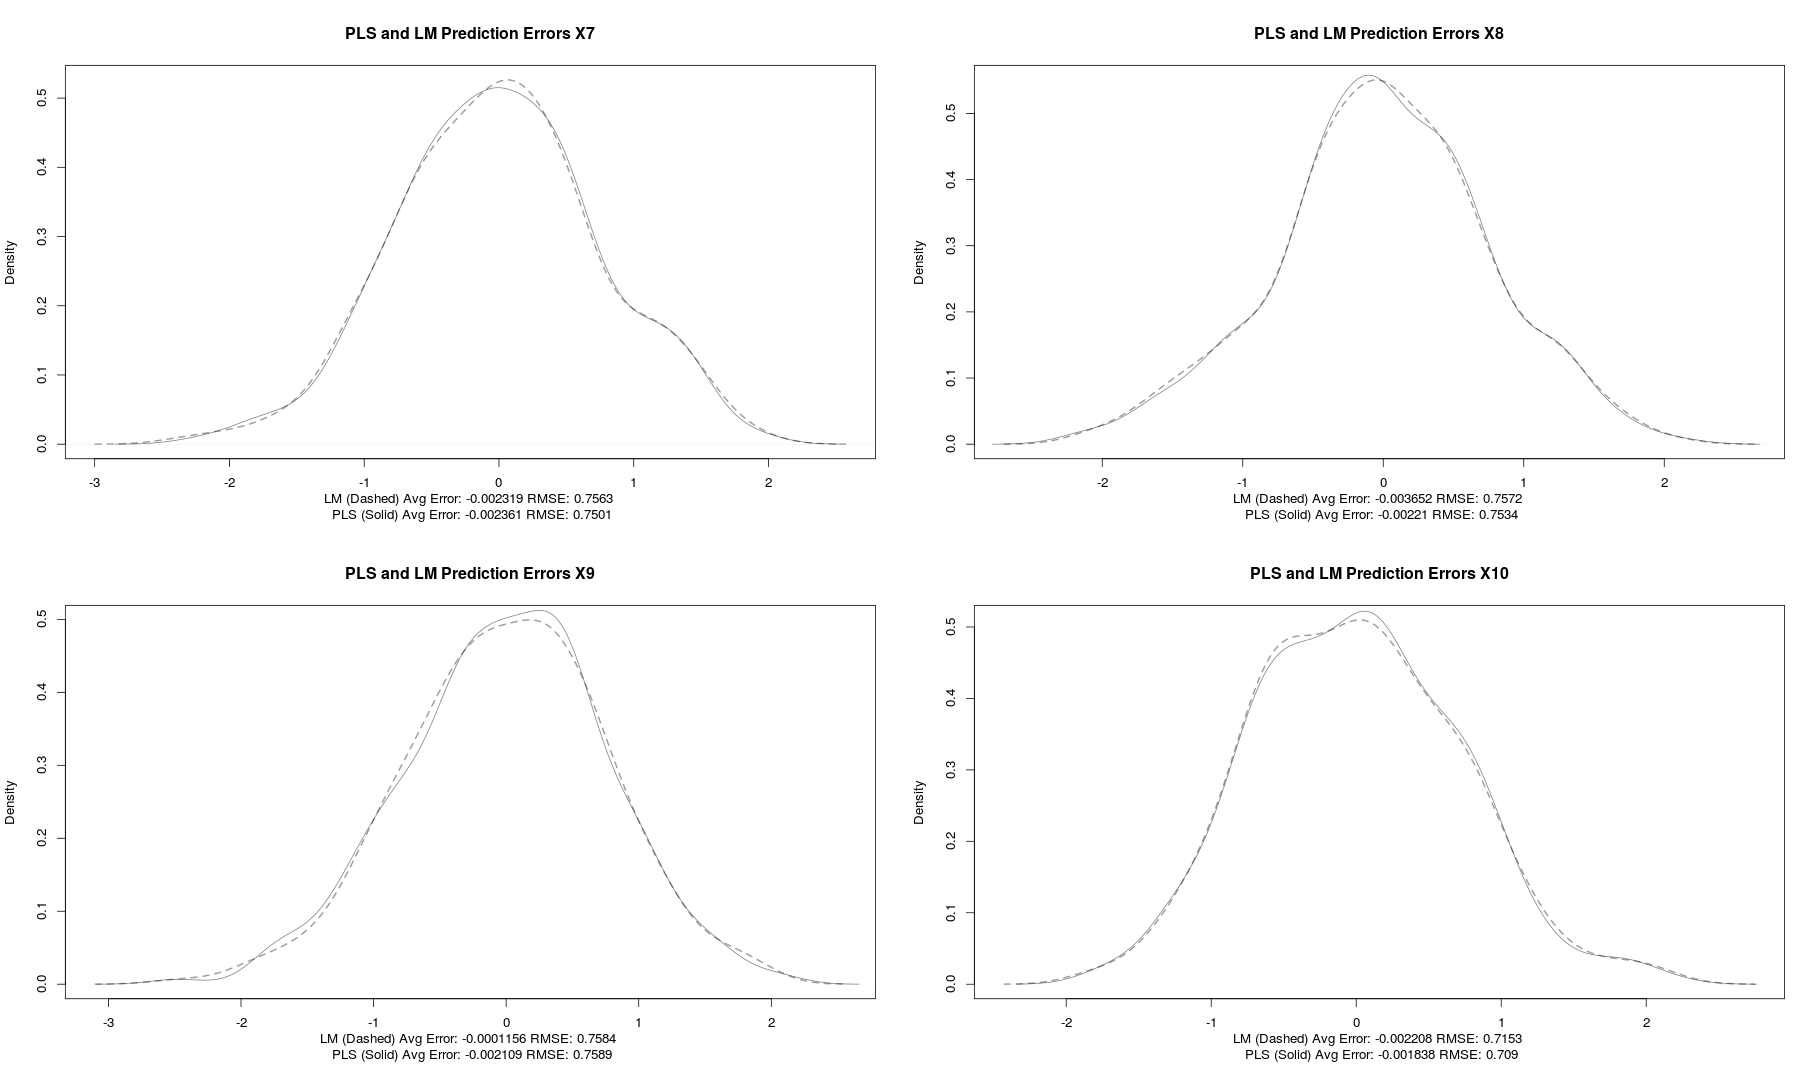 PLS and LM Prediction Errors X7
Density
0.0 0.1 0.2 0.3 0.4 0.5
-3 -2 -1 0 1 2
LM (Dashed) Avg Error: -0.002319 RMSE: 0.7563
PLS (Solid) Avg Error: -0.002361 RMSE: 0.7501
PLS and LM Prediction Errors X8
Density
0.0 0.1 0.2 0.3 0.4 0.5
-2 -1 0 1 2
LM (Dashed) Avg Error: -0.003652 RMSE: 0.7572
PLS (Solid) Avg Error: -0.00221 RMSE: 0.7534
PLS and LM Prediction Errors X9
Density
0.0 0.1 0.2 0.3 0.4 0.5
-3 -2 -1 0 1 2
LM (Dashed) Avg Error: -0.0001156 RMSE: 0.7584
PLS (Solid) Avg Error: -0.002109 RMSE: 0.7589
PLS and LM Prediction Errors X10
Density
0.0 0.1 0.2 0.3 0.4 0.5
-2 -1 0 1 2
LM (Dashed) Avg Error: -0.002208 RMSE: 0.7153
PLS (Solid) Avg Error: -0.001838 RMSE: 0.709